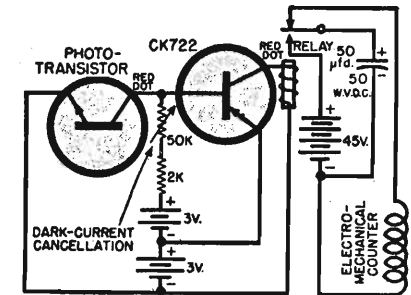 PHOTO-
TRANSISTOR
RED
DOT
CK722
RED
DOT
RELAY
50
µfd.
50
W.V.D.C.
+
50K
2K
DARK-CURRENT
CANCELLATION
+
3V.
-
+
3V.
-
+
45V.
-
-
ELECTRO-
MECHANICAL
COUNTER